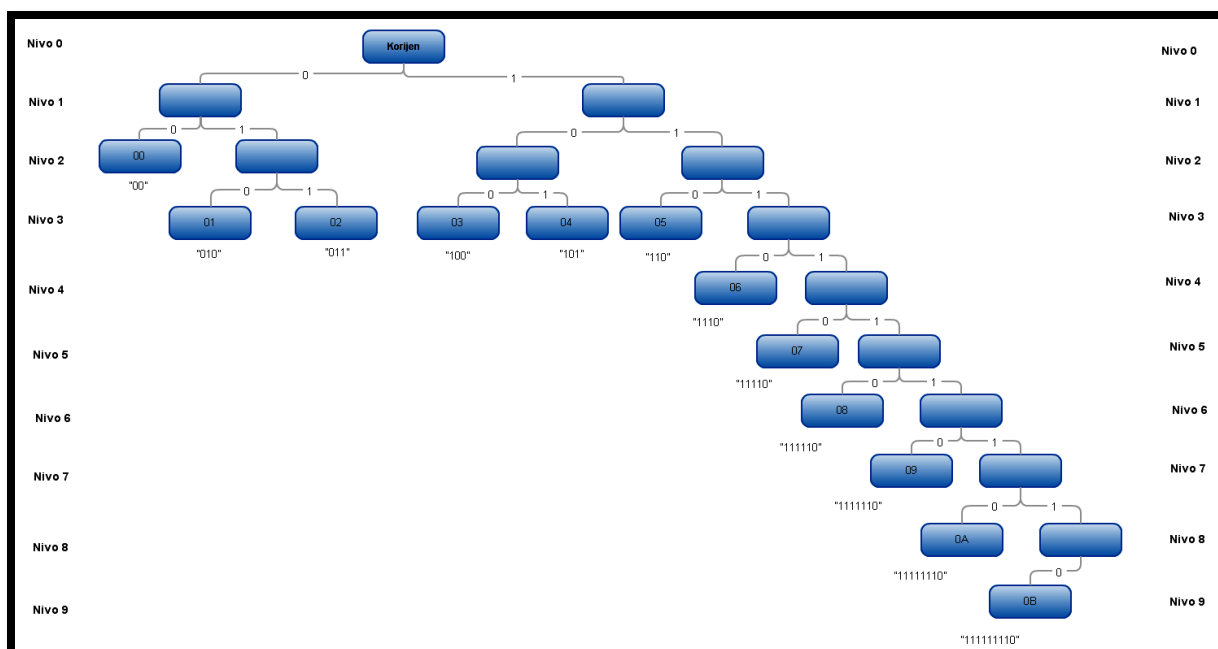 Nivo 0
Korijen
Nivo 0
0
1
Nivo 1
Nivo 1
0
1
0
1
Nivo 2
00
Nivo 2
"00"
0
1
0
1
0
1
Nivo 3
01
02
03
04
05
Nivo 3
"010"
"011"
"100"
"101"
"110"
0
1
Nivo 4
06
Nivo 4
"1110"
0
1
Nivo 5
07
Nivo 5
"11110"
0
1
Nivo 6
08
Nivo 6
"111110"
0
1
Nivo 7
09
Nivo 7
"1111110"
0
1
Nivo 8
0A
Nivo 8
"11111110"
0
Nivo 9
0B
Nivo 9
"111111110"